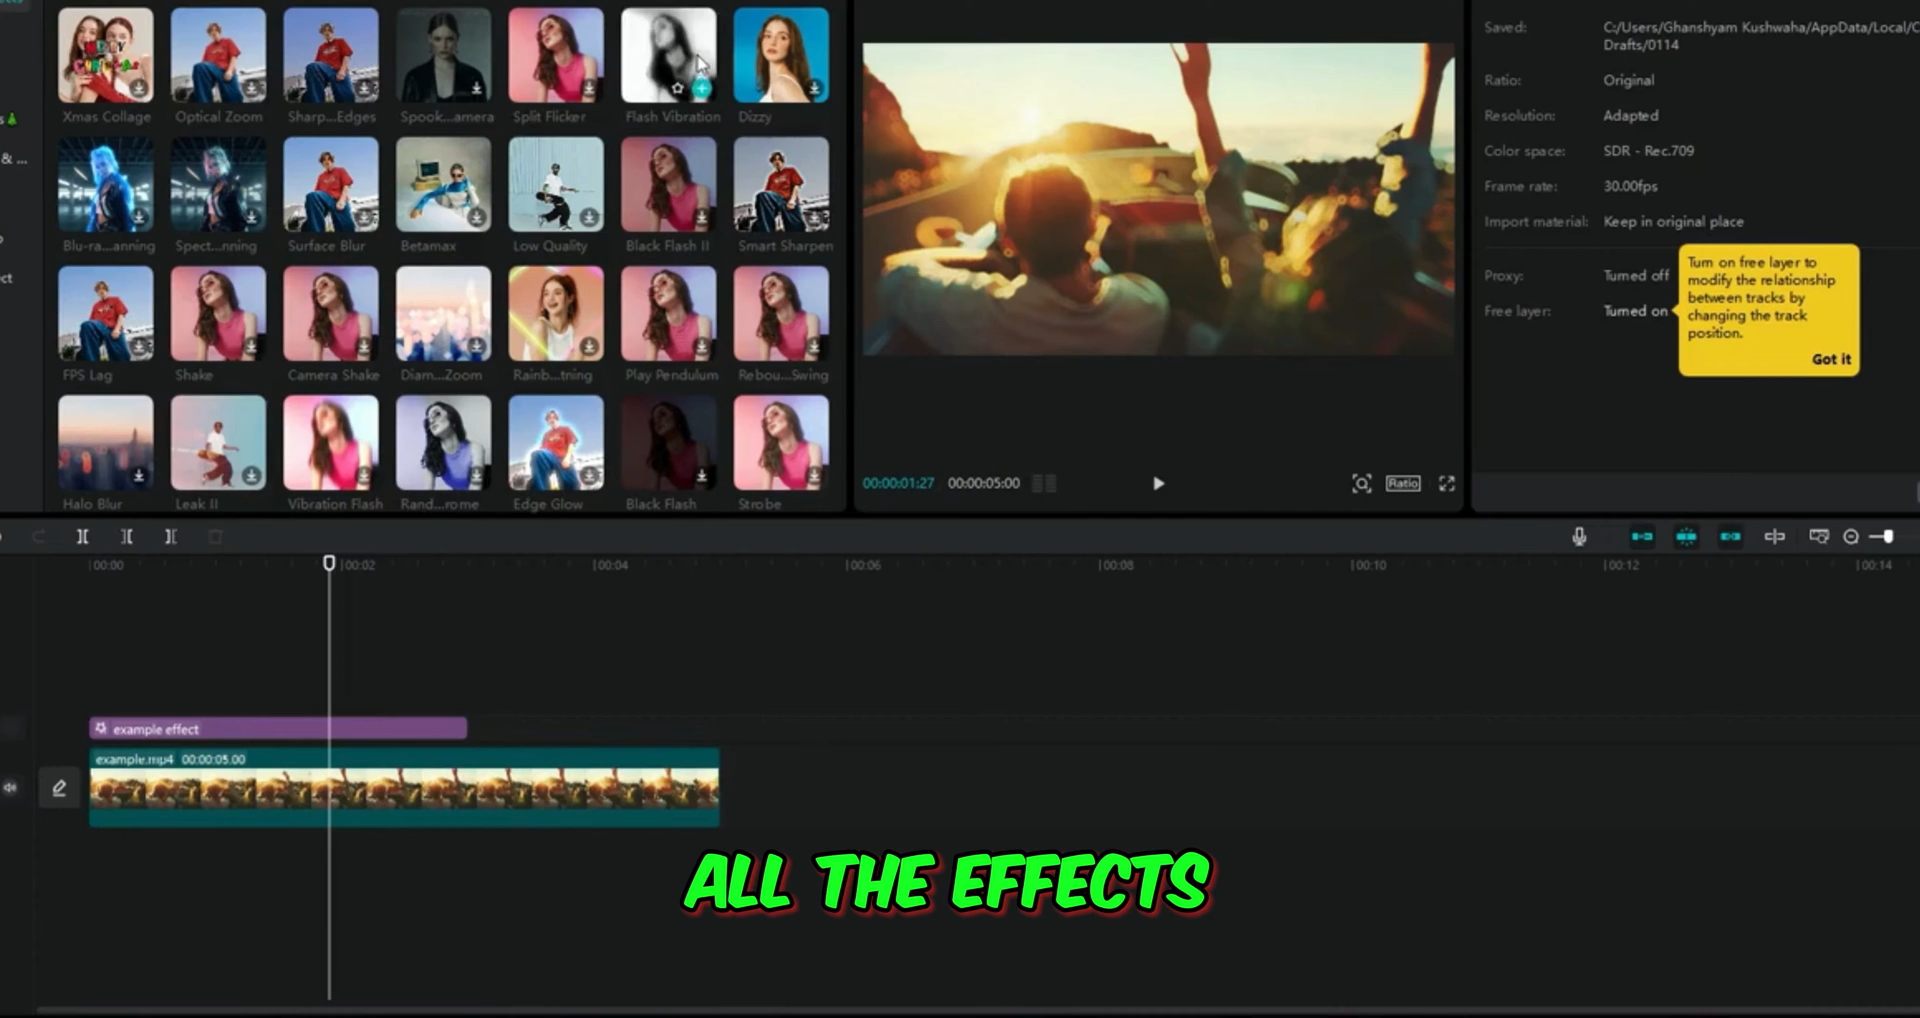 Xmas Collage
Optical Zoom
Sharp...Edges
Spook...amera
Split Flicker
Flash Vibration
Dizzy
& ...
Blu-ra...anning
Spect...nning
Surface Blur
Betamax
Low Quality
Black Flash II
Smart Sharpen
ct
FPS Lag
Shake
Camera Shake
Diam...Zoom
Rainb...tning
Play Pendulum
Rebou...Swing
Halo Blur
Leak II
Vibration Flash
Rand...rome
Edge Glow
Black Flash
Strobe
00:00:01:27 00:00:05:00
Ratio
Saved: C:/Users/Ghanshyam Kushwaha/AppData/Local/C
Drafts/0114
Ratio: Original
Resolution: Adapted
Color space: SDR - Rec.709
Frame rate: 30.00fps
Import material: Keep in original place
Proxy: Turned off
Free layer: Turned on
Turn on free layer to
modify the relationship
between tracks by
changing the track
position.
Got it
00:00 00:02 00:04 00:06 00:08 00:10 00:12 00:14
example effect
example.mp4 00:00:05.00
ALL THE EFFECTS